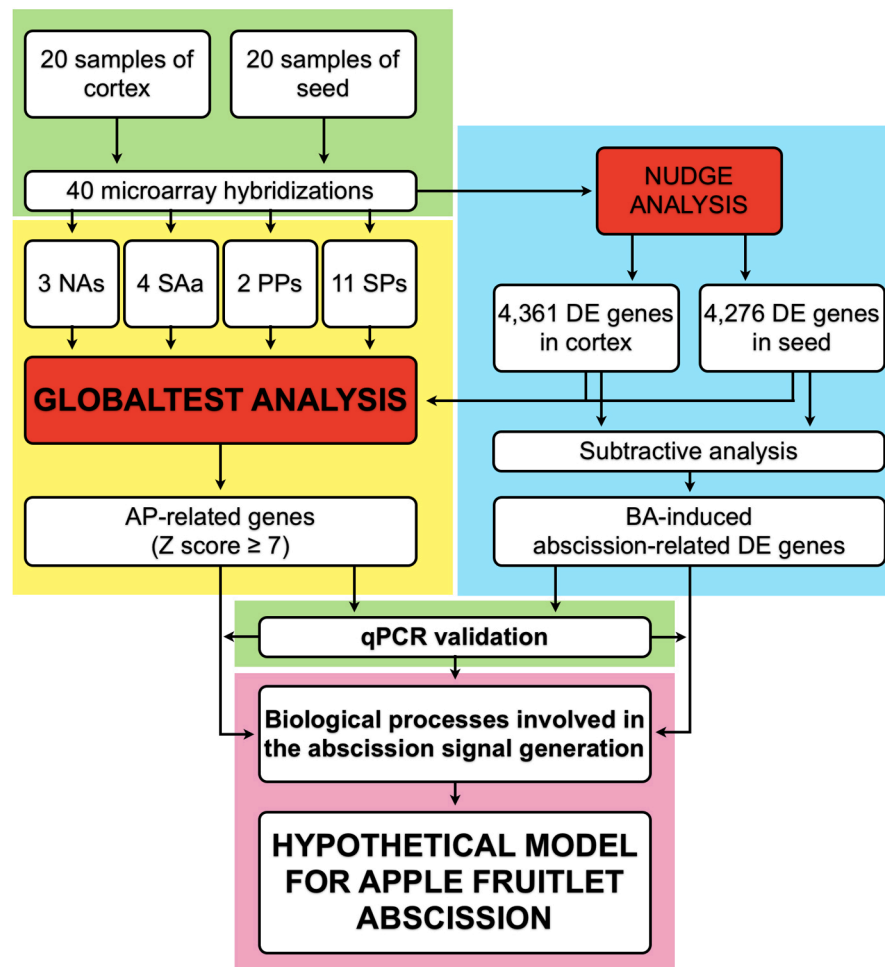 20 samples of
cortex
20 samples of
seed
40 microarray hybridizations
NUDGE
ANALYSIS
3 NAs
4 SAa
2 PPs
11 SPs
4,361 DE genes
in cortex
4,276 DE genes
in seed
GLOBALTEST ANALYSIS
Subtractive analysis
AP-related genes
(Z score ≥ 7)
BA-induced
abscission-related DE genes
qPCR validation
Biological processes involved in
the abscission signal generation
HYPOTHETICAL MODEL
FOR APPLE FRUITLET
ABSCISSION